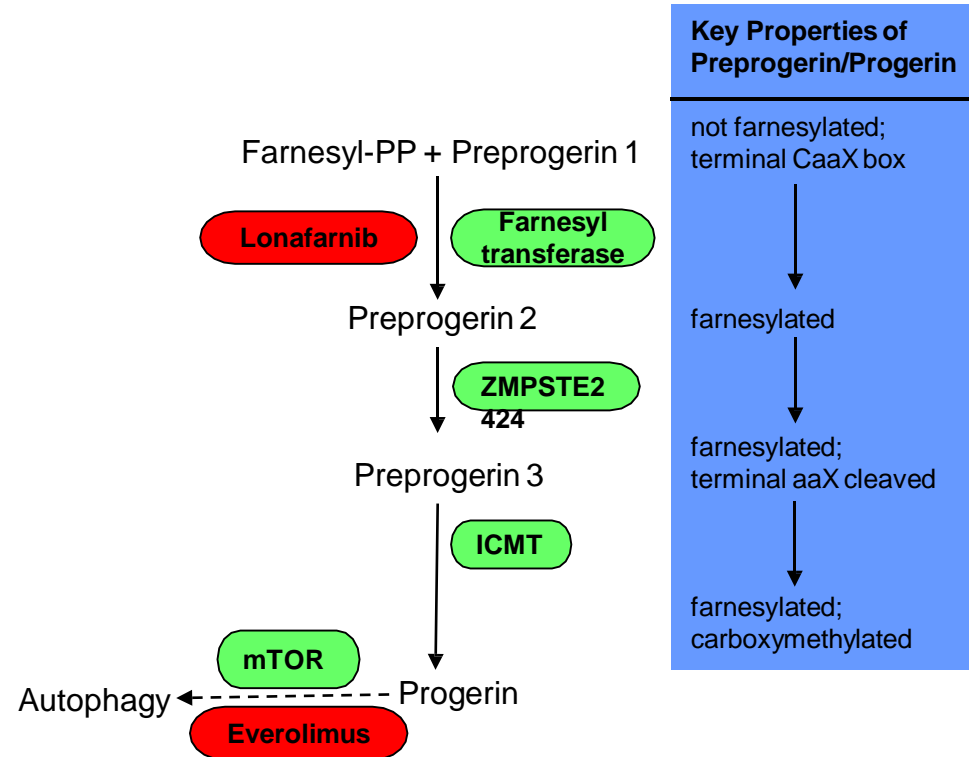 Key Properties of
Preprogerin/Progerin
not farnesylated;
terminal CaaX box
Farnesyl-PP + Preprogerin 1
Lonafarnib
Farnesyl
transferase
Preprogerin 2
farnesylated
ZMPSTE2
424
farnesylated;
terminal aaX cleaved
Preprogerin 3
ICMT
farnesylated;
carboxymethylated
mTOR
Autophagy
Progerin
Everolimus